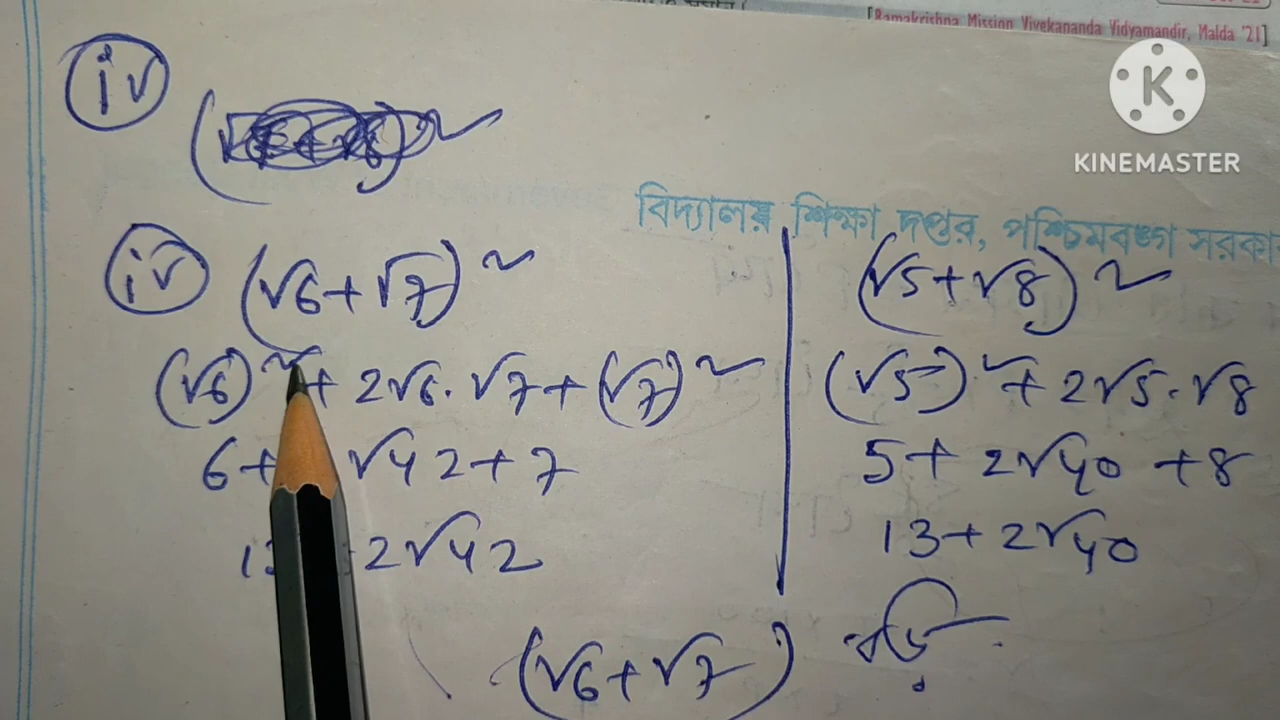 [Ramakrishna Mission Vivekananda Vidyamandir, Malda '21]
KINEMASTER
iv
বিদ্যালয় শিক্ষা দপ্তর, পশ্চিমবঙ্গ সরকা
iv (√6+√7)² (√5+√8)²
(√6)² + 2√6.√7+(√7)² (√5)²+2√5.√8
6+ √42+7 5+2√40 +8
1 2√42 13+2√40
(√6+√7) বড়ি